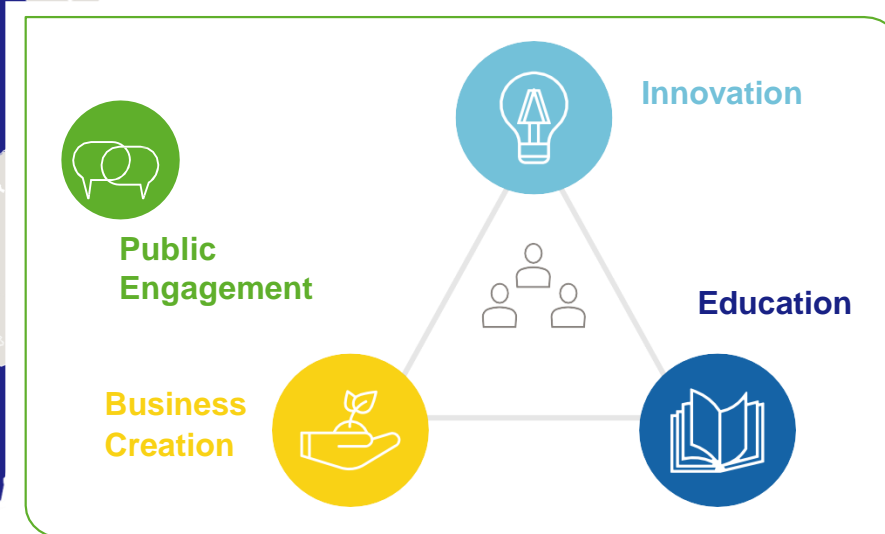 Innovation
Public
Engagement
Education
Business
Creation